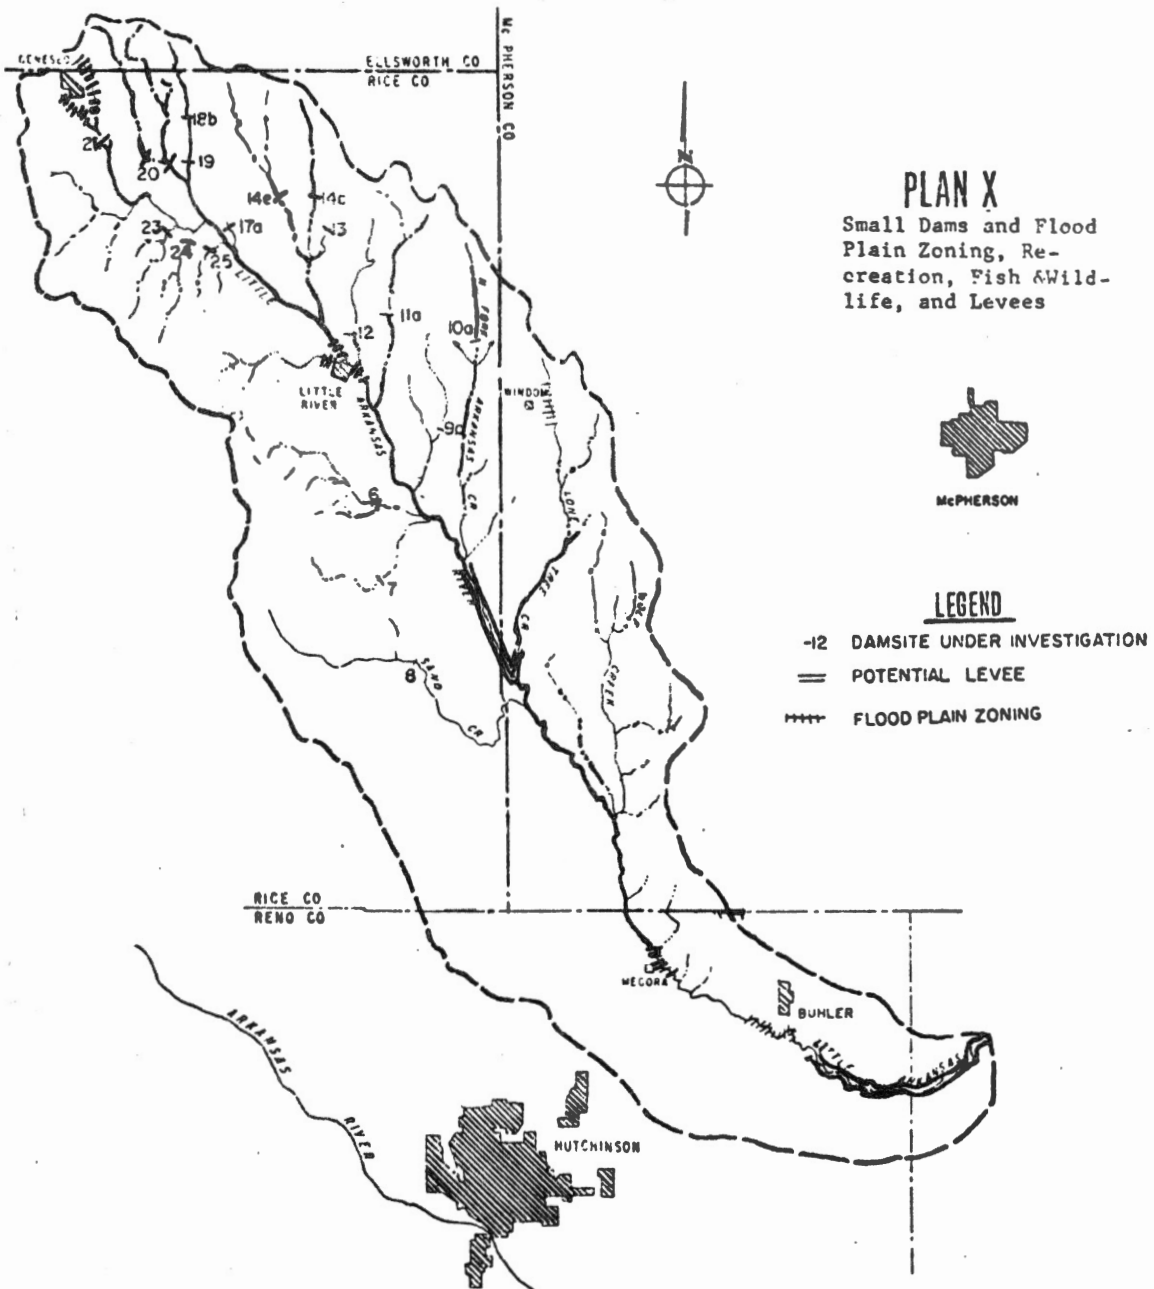 GENESEO
ELLSWORTH CO
RICE CO
Mc PHERSON CO
18b
21
20
19
14e
14c
13
23
24
25
17a
LITTLE
N
PLAN X
Small Dams and Flood
Plain Zoning, Re-
creation, Fish &Wild-
life, and Levees
11a
12
10a
N. FORK
LITTLE
RIVER
WINDOM
ARKANSAS
9a
ARKANSAS
CR
McPHERSON
6
LONE
TREE
CR
7
RIVER
LEGEND
-12 DAMSITE UNDER INVESTIGATION
POTENTIAL LEVEE
FLOOD PLAIN ZONING
8
SAND
CR
CREEK
RICE CO
RENO CO
MEDORA
BUHLER
LITTLE
ARKANSAS
ARKANSAS
RIVER
HUTCHINSON